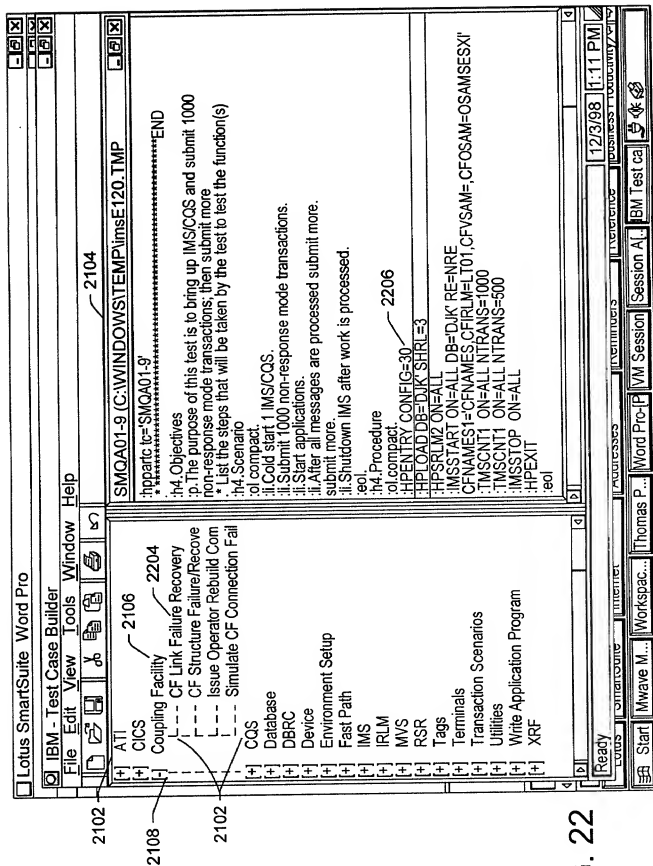 Lotus SmartSuite Word Pro
IBM - Test Case Builder
File Edit View Tools Window Help
2104
2102
ATI
CICS
2106
Coupling Facility
2108
CF Link Failure Recovery
2204
CF Structure Failure/Recove
Issue Operator Rebuild Com
Simulate CF Connection Fail
2102
CQS
Database
DBRC
Device
Environment Setup
Fast Path
IMS
IRLM
MVS
RSR
Tags
Terminals
Transaction Scenarios
Utilities
Write Application Program
XRF
SMQA01-9 (C:\WINDOWS\TEMP\imsE120.TMP
:hppartc tc='SMQA01-9'
*************************************************END
:h4.Objectives
:p.The purpose of this test is to bring up IMS/CQS and submit 1000
non-response mode transactions; then submit more
* List the steps that will be taken by the test to test the function(s)
:h4.Scenario
:ol compact.
:li.Cold start 1 IMS/CQS.
:li.Submit 1000 non-response mode transactions.
:li.Start applications.
:li.After all messages are processed submit more.
submit more.
:li.Shutdown IMS after work is processed.
:eol.
:h4.Procedure
:ol.compact.
2206
:HPENTRY CONFIG=30
:HPLOAD DB='DJK' SHRL=3
:HPSRLM2 ON=ALL
:IMSSTART ON=ALL DB='DJK' RE=NRE
CFNAMES1='CFNAMES,CFIRLM=LT01,CFVSAM=,CFOSAM=OSAMSESXI'
:TMSCNT1 ON=ALL NTRANS=1000
:TMSCNT1 ON=ALL NTRANS=500
:IMSSTOP ON=ALL
:HPEXIT
:eol
Ready
12/3/98 1:11 PM
Lotus SmartSuite Internet Addresses Reminders Reference Business Productivity
Start Mwave M... Workspac... Thomas P... Word Pro-[P VM Session Session A[.. IBM Test ca
22